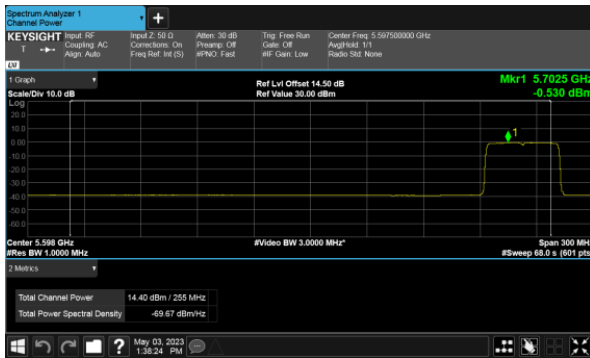 Spectrum Analyzer 1
Channel Power
+
KEYSIGHT Input: RF Input Z: 50 Ω Atten: 30 dB Trig: Free Run Center Freq: 5.597500000 GHz
T Coupling: AC Corrections: On Preamp: Off Gate: Off Avg|Hold: 1/1
Align: Auto Freq Ref: Int (S) #PNO: Fast #IF Gain: Low Radio Std: None
LXI
1 Graph Ref Lvl Offset 14.50 dB Mkr1 5.7025 GHz
Scale/Div 10.0 dB Ref Value 30.00 dBm -0.530 dBm
Log
20.0
10.0
0.00
1
-10.0
-20.0
-30.0
-40.0
-50.0
-60.0
Center 5.598 GHz #Video BW 3.0000 MHz* Span 300 MHz
#Res BW 1.0000 MHz #Sweep 68.0 s (601 pts)
2 Metrics
Total Channel Power 14.40 dBm / 255 MHz
Total Power Spectral Density -69.67 dBm/Hz
? May 03, 2023
1:38:24 PM